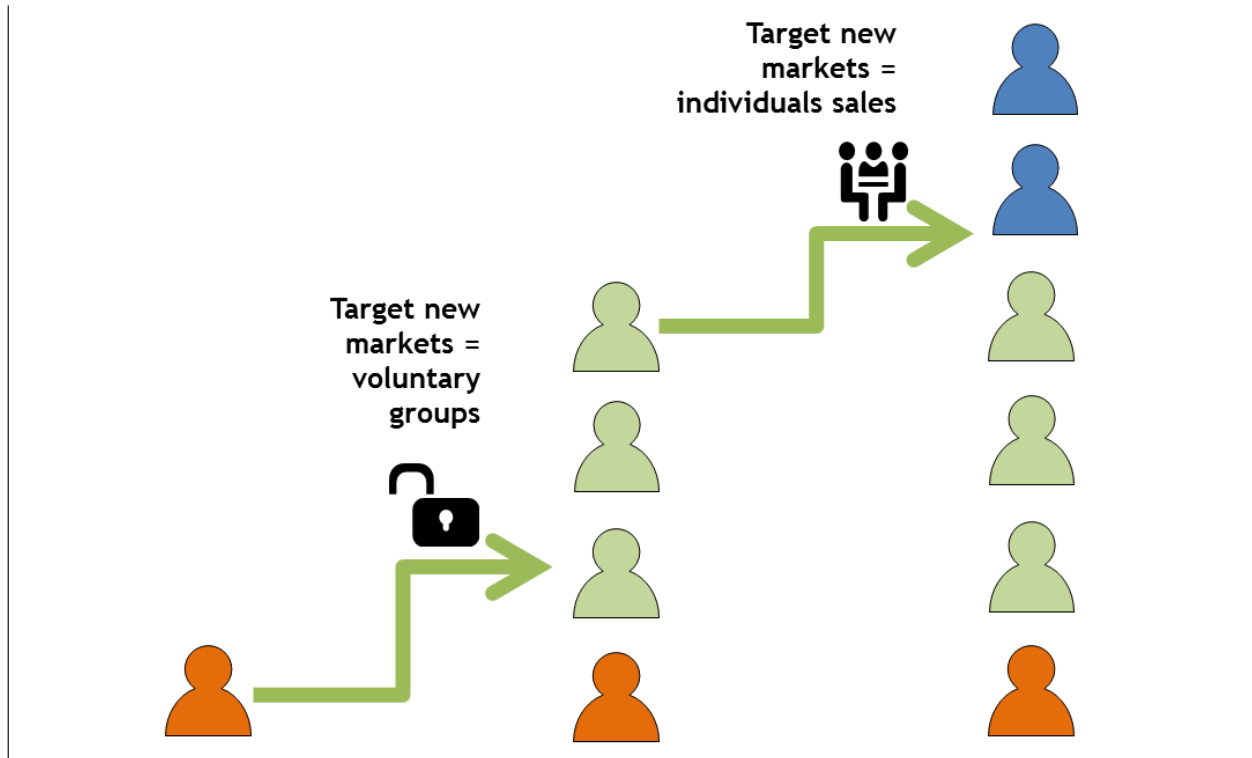 Target new
markets =
individuals sales
Target new
markets =
voluntary
groups